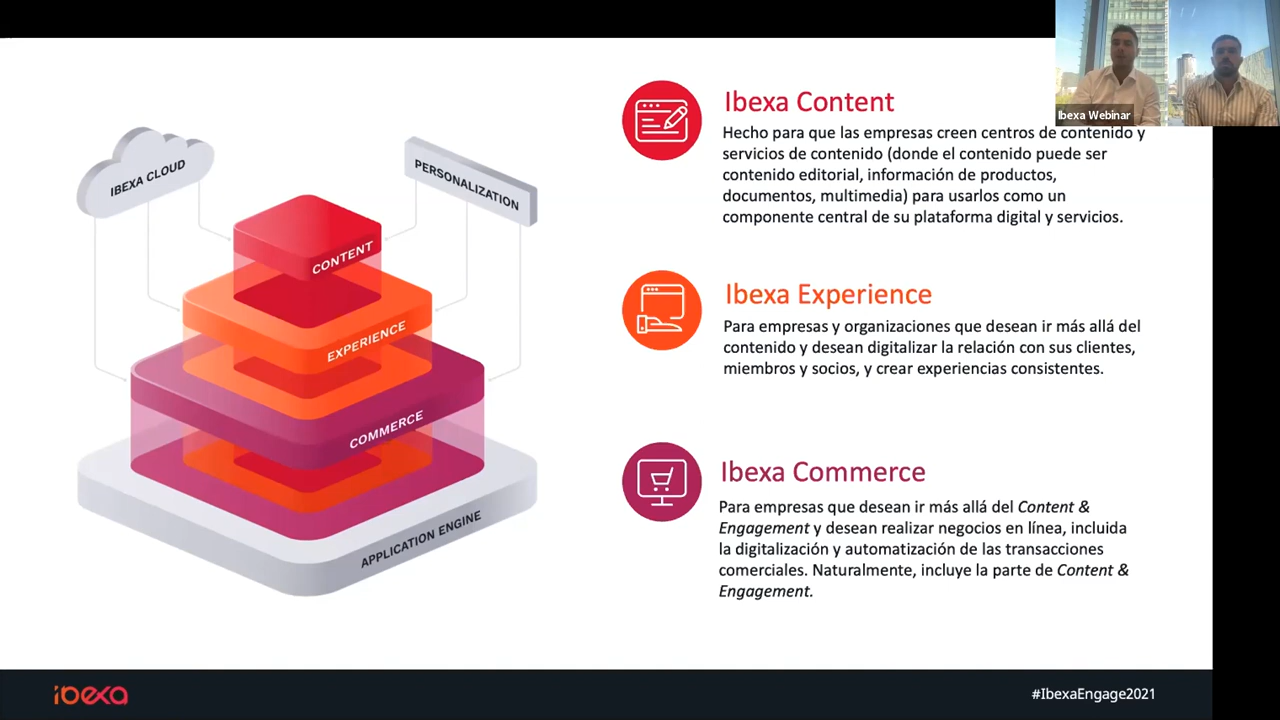 IBEXA CLOUD
PERSONALIZATION
CONTENT
EXPERIENCE
COMMERCE
APPLICATION ENGINE
Ibexa Content
Hecho para que las empresas creen centros de contenido y
servicios de contenido (donde el contenido puede ser
contenido editorial, información de productos,
documentos, multimedia) para usarlos como un
componente central de su plataforma digital y servicios.
Ibexa Experience
Para empresas y organizaciones que desean ir más allá del
contenido y desean digitalizar la relación con sus clientes,
miembros y socios, y crear experiencias consistentes.
Ibexa Commerce
Para empresas que desean ir más allá del Content &
Engagement y desean realizar negocios en línea, incluida
la digitalización y automatización de las transacciones
comerciales. Naturalmente, incluye la parte de Content &
Engagement.
Ibexa Webinar
ibexa
#IbexaEngage2021